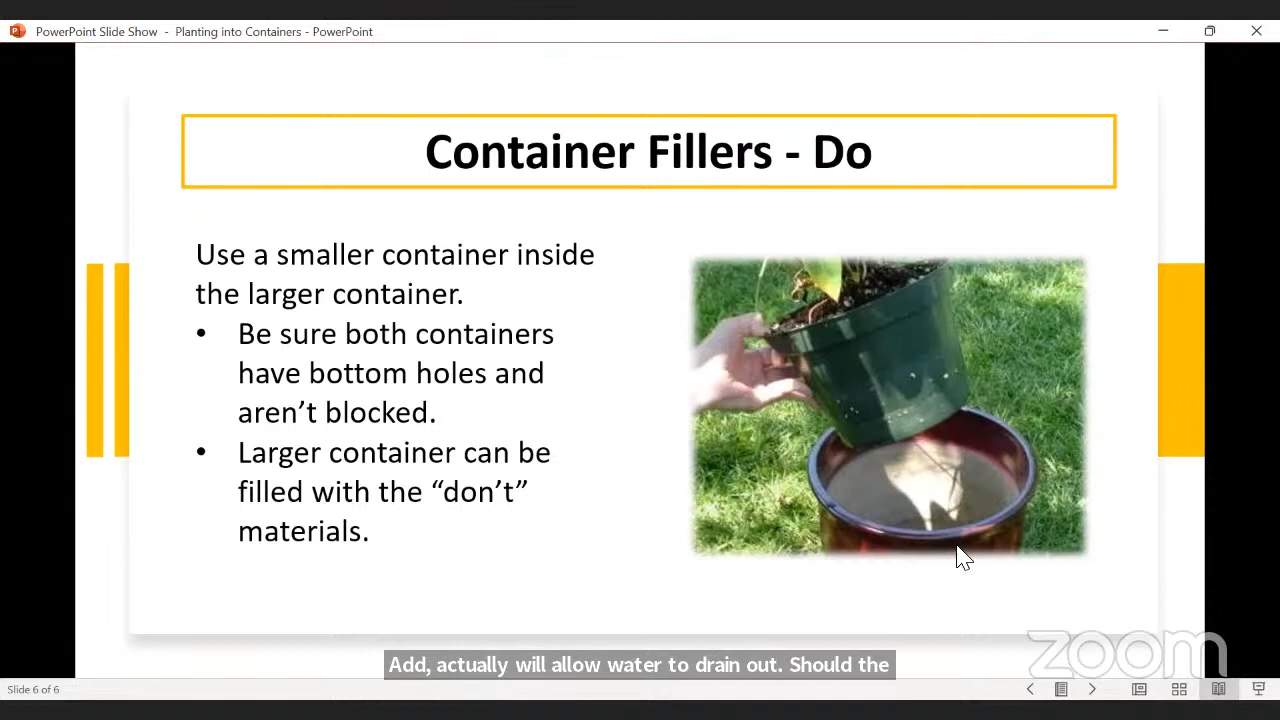 PowerPoint Slide Show - Planting into Containers - PowerPoint
Container Fillers - Do
Use a smaller container inside
the larger container.
• Be sure both containers
have bottom holes and
aren’t blocked.
• Larger container can be
filled with the “don’t”
materials.
zoom
Add, actually will allow water to drain out. Should the
Slide 6 of 6